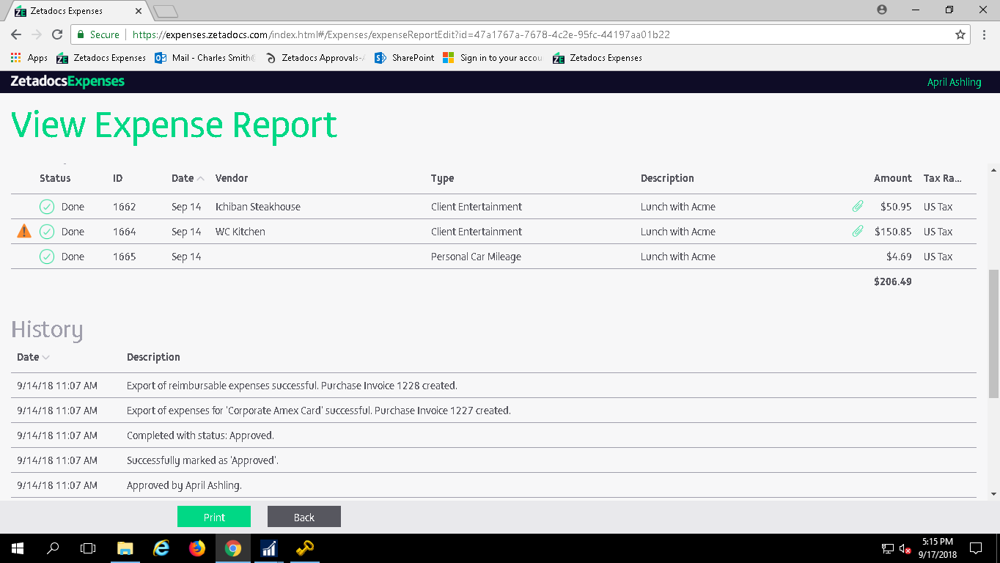 Zetadocs Expenses
Secure https://expenses.zetadocs.com/index.html#/Expenses/expenseReportEdit?id=47a1767a-7678-4c2e-95fc-44197aa01b22
Apps Zetadocs Expenses Mail - Charles Smith Zetadocs Approvals- SharePoint Sign in to your accou Zetadocs Expenses
ZetadocsExpenses April Ashling
View Expense Report
Status ID Date Vendor Type Description Amount Tax Ra...
Done 1662 Sep 14 Ichiban Steakhouse Client Entertainment Lunch with Acme $50.95 US Tax
Done 1664 Sep 14 WC Kitchen Client Entertainment Lunch with Acme $150.85 US Tax
Done 1665 Sep 14 Personal Car Mileage Lunch with Acme $4.69 US Tax
$206.49
History
Date Description
9/14/18 11:07 AM Export of reimbursable expenses successful. Purchase Invoice 1228 created.
9/14/18 11:07 AM Export of expenses for 'Corporate Amex Card' successful. Purchase Invoice 1227 created.
9/14/18 11:07 AM Completed with status: Approved.
9/14/18 11:07 AM Successfully marked as 'Approved'.
9/14/18 11:07 AM Approved by April Ashling.
Print Back
5:15 PM
9/17/2018